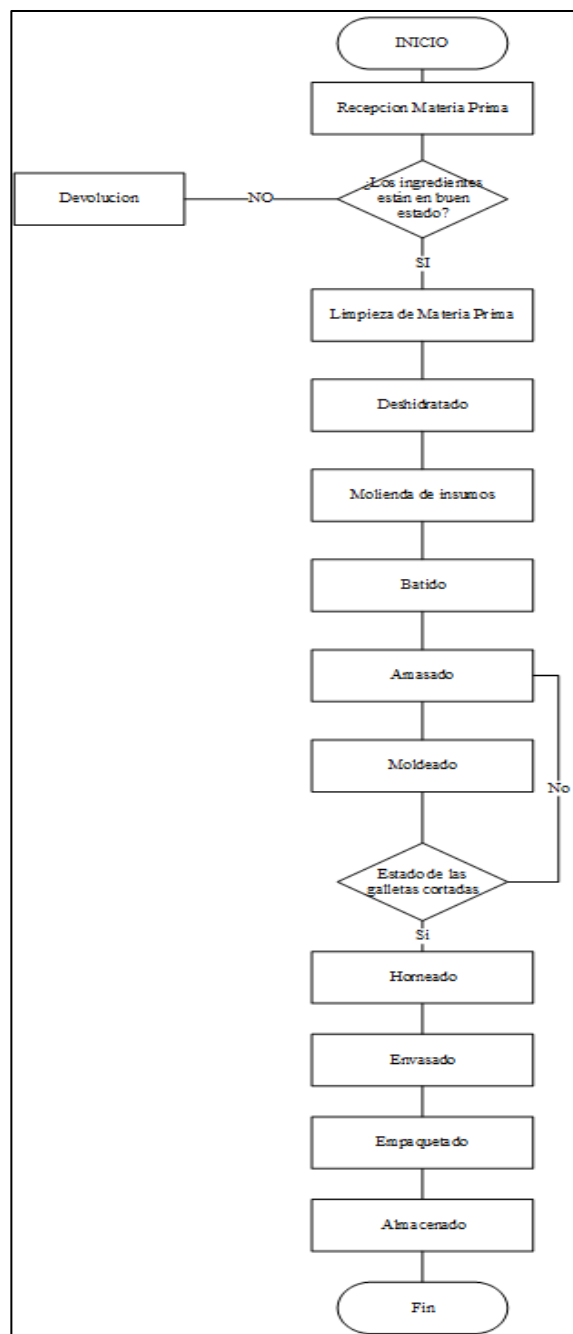 INICIO
Recepcion Materia Prima
¿Los ingredientes
están en buen
estado?
NO
Devolucion
SI
Limpieza de Materia Prima
Deshidratado
Molienda de insumos
Batido
Amasado
Moldeado
No
Estado de las
galletas cortadas
Si
Horneado
Envasado
Empaquetado
Almacenado
Fin